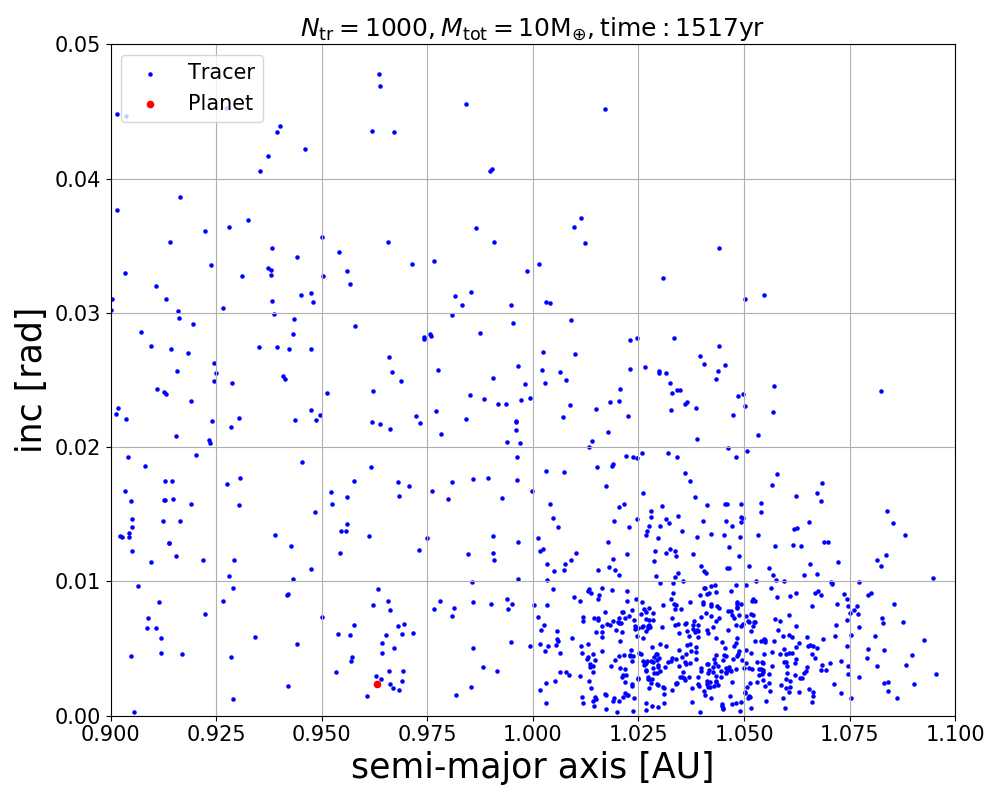 N_tr = 1000, M_tot = 10M_⊕, time : 1517yr
0.05
Tracer
Planet
0.04
0.03
inc [rad]
0.02
0.01
0.00
0.900 0.925 0.950 0.975 1.000 1.025 1.050 1.075 1.100
semi-major axis [AU]